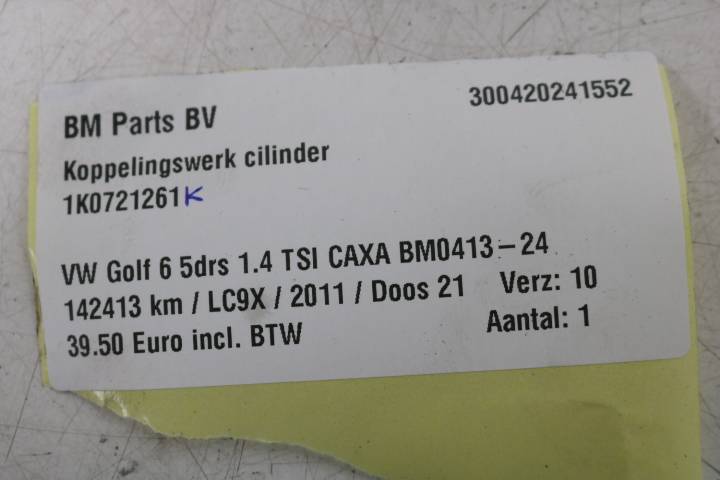 BM Parts BV 300420241552
Koppelingswerk cilinder
1K0721261K
VW Golf 6 5drs 1.4 TSI CAXA BM0413-24
142413 km / LC9X / 2011 / Doos 21 Verz: 10
39.50 Euro incl. BTW Aantal: 1